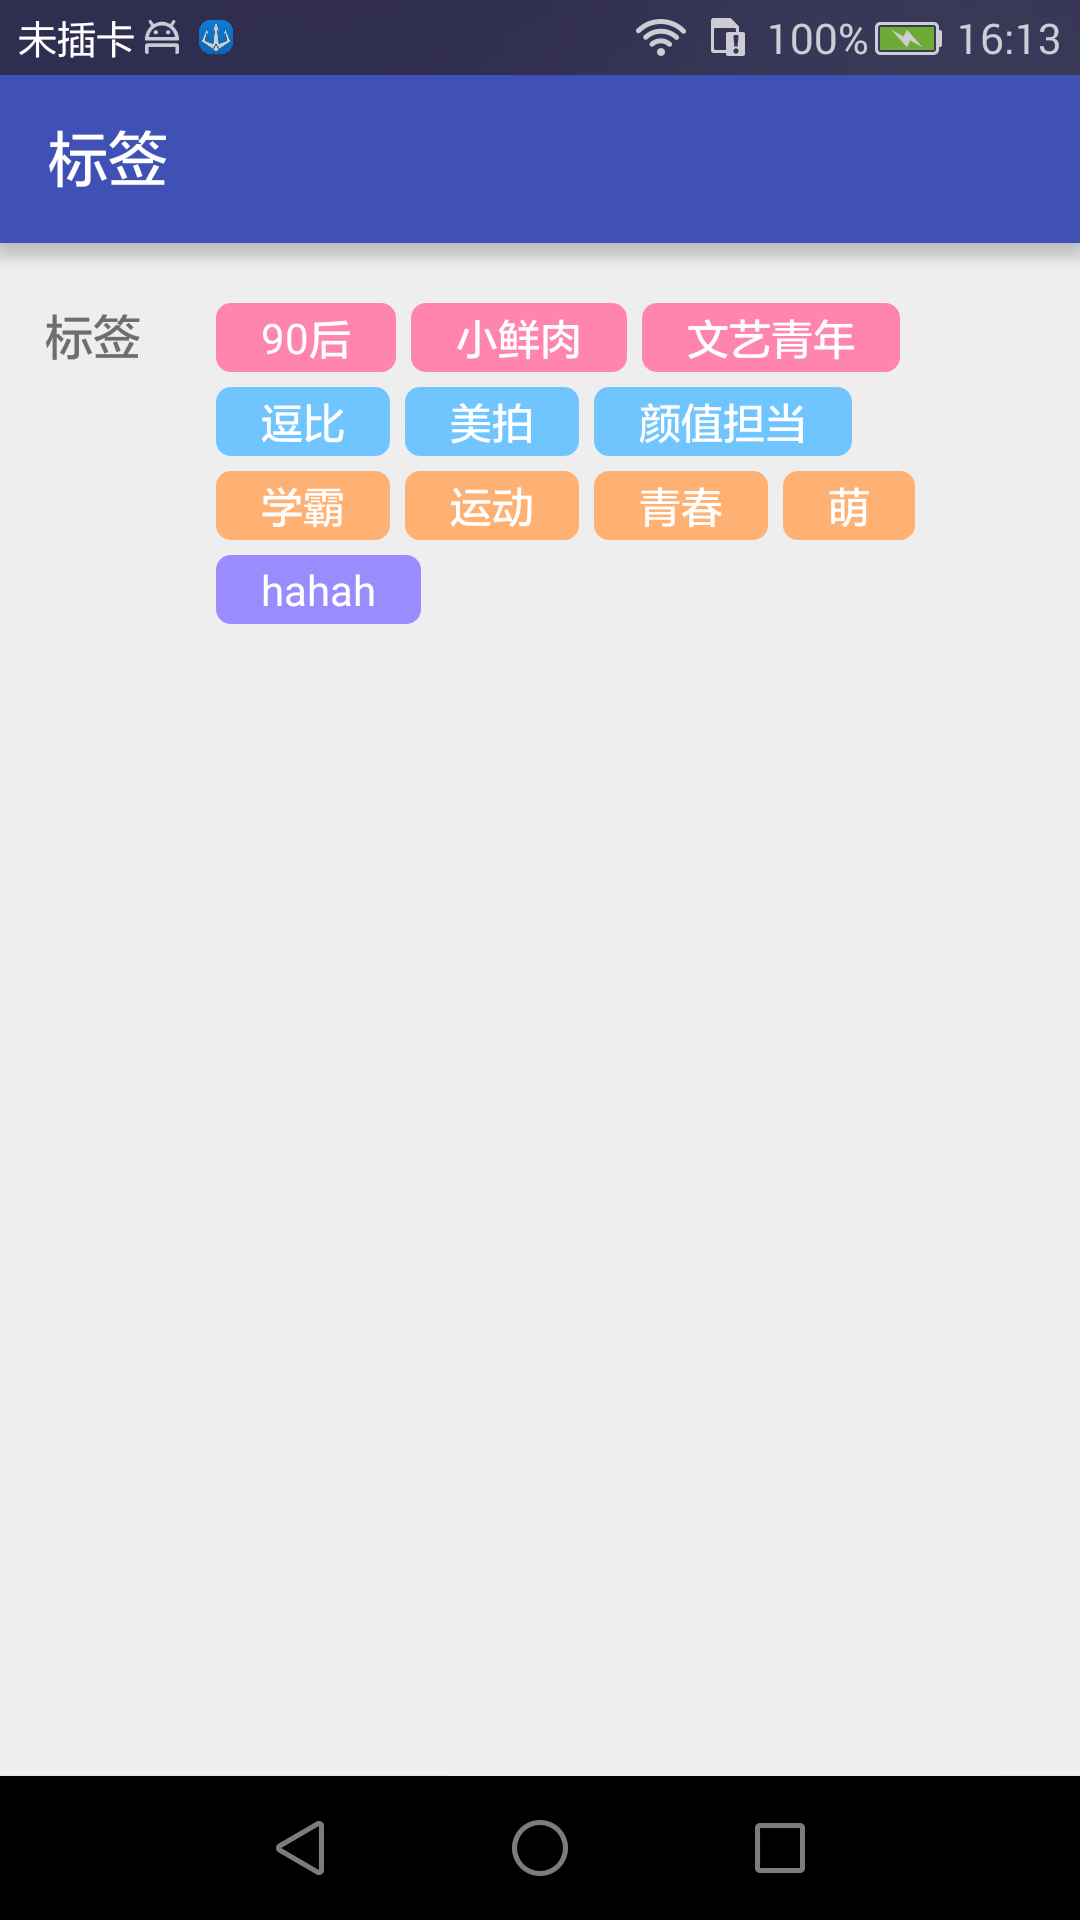 未插卡 100% 16:13
标签
标签 90后 小鲜肉 文艺青年
逗比 美拍 颜值担当
学霸 运动 青春 萌
hahah